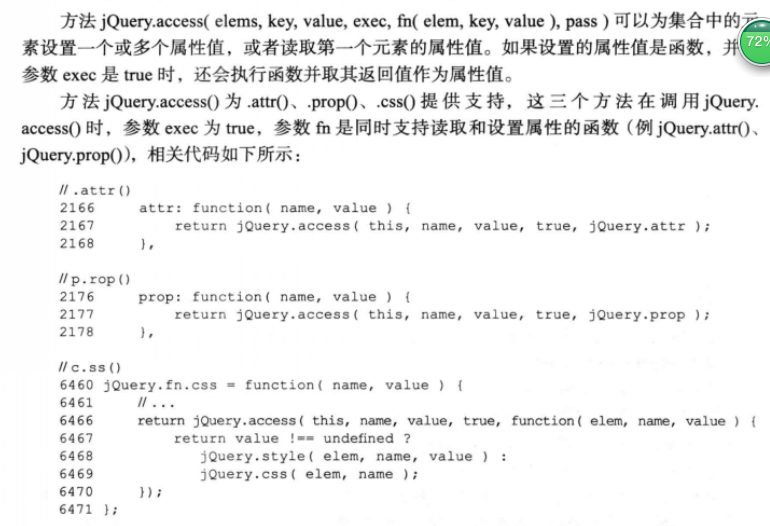 方法 jQuery.access( elems, key, value, exec, fn( elem, key, value ), pass ) 可以为集合中的元
素设置一个或多个属性值，或者读取第一个元素的属性值。如果设置的属性值是函数，并
72%
参数 exec 是 true 时，还会执行函数并取其返回值作为属性值。
方法 jQuery.access() 为 .attr()、.prop()、.css() 提供支持，这三个方法在调用 jQuery.
access() 时，参数 exec 为 true，参数 fn 是同时支持读取和设置属性的函数（例 jQuery.attr()、
jQuery.prop()），相关代码如下所示：
// .attr()
2166 attr: function( name, value ) {
2167 return jQuery.access( this, name, value, true, jQuery.attr );
2168 },
//p.rop()
2176 prop: function( name, value ) {
2177 return jQuery.access( this, name, value, true, jQuery.prop );
2178 },
//c.ss()
6460 jQuery.fn.css = function( name, value ) {
6461 //...
6466 return jQuery.access( this, name, value, true, function( elem, name, value ) {
6467 return value !== undefined ?
6468 jQuery.style( elem, name, value ) :
6469 jQuery.css( elem, name );
6470 });
6471 };